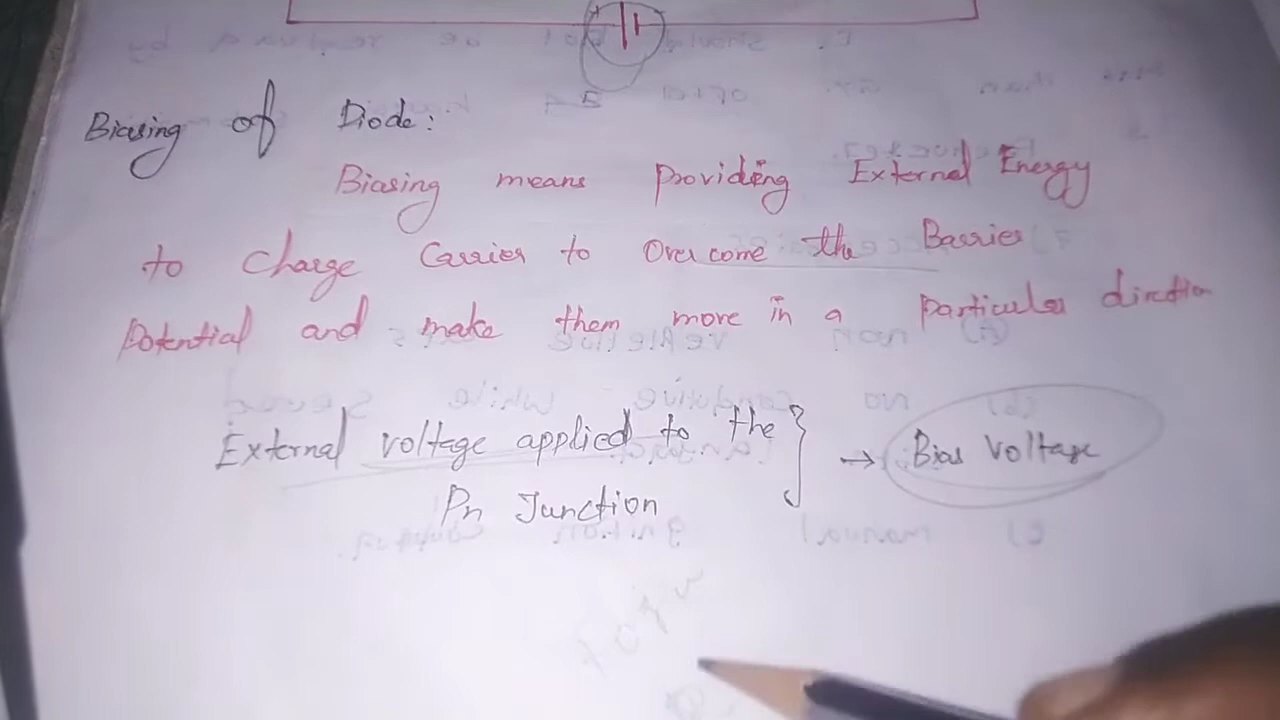 Biasing of Diode:
Biasing means Providing External Energy
to charge Carrier to Overcome the Barrier
Potential and make them more in a Particular direction
External voltage applied to the } → Bias Voltage
Pn Junction